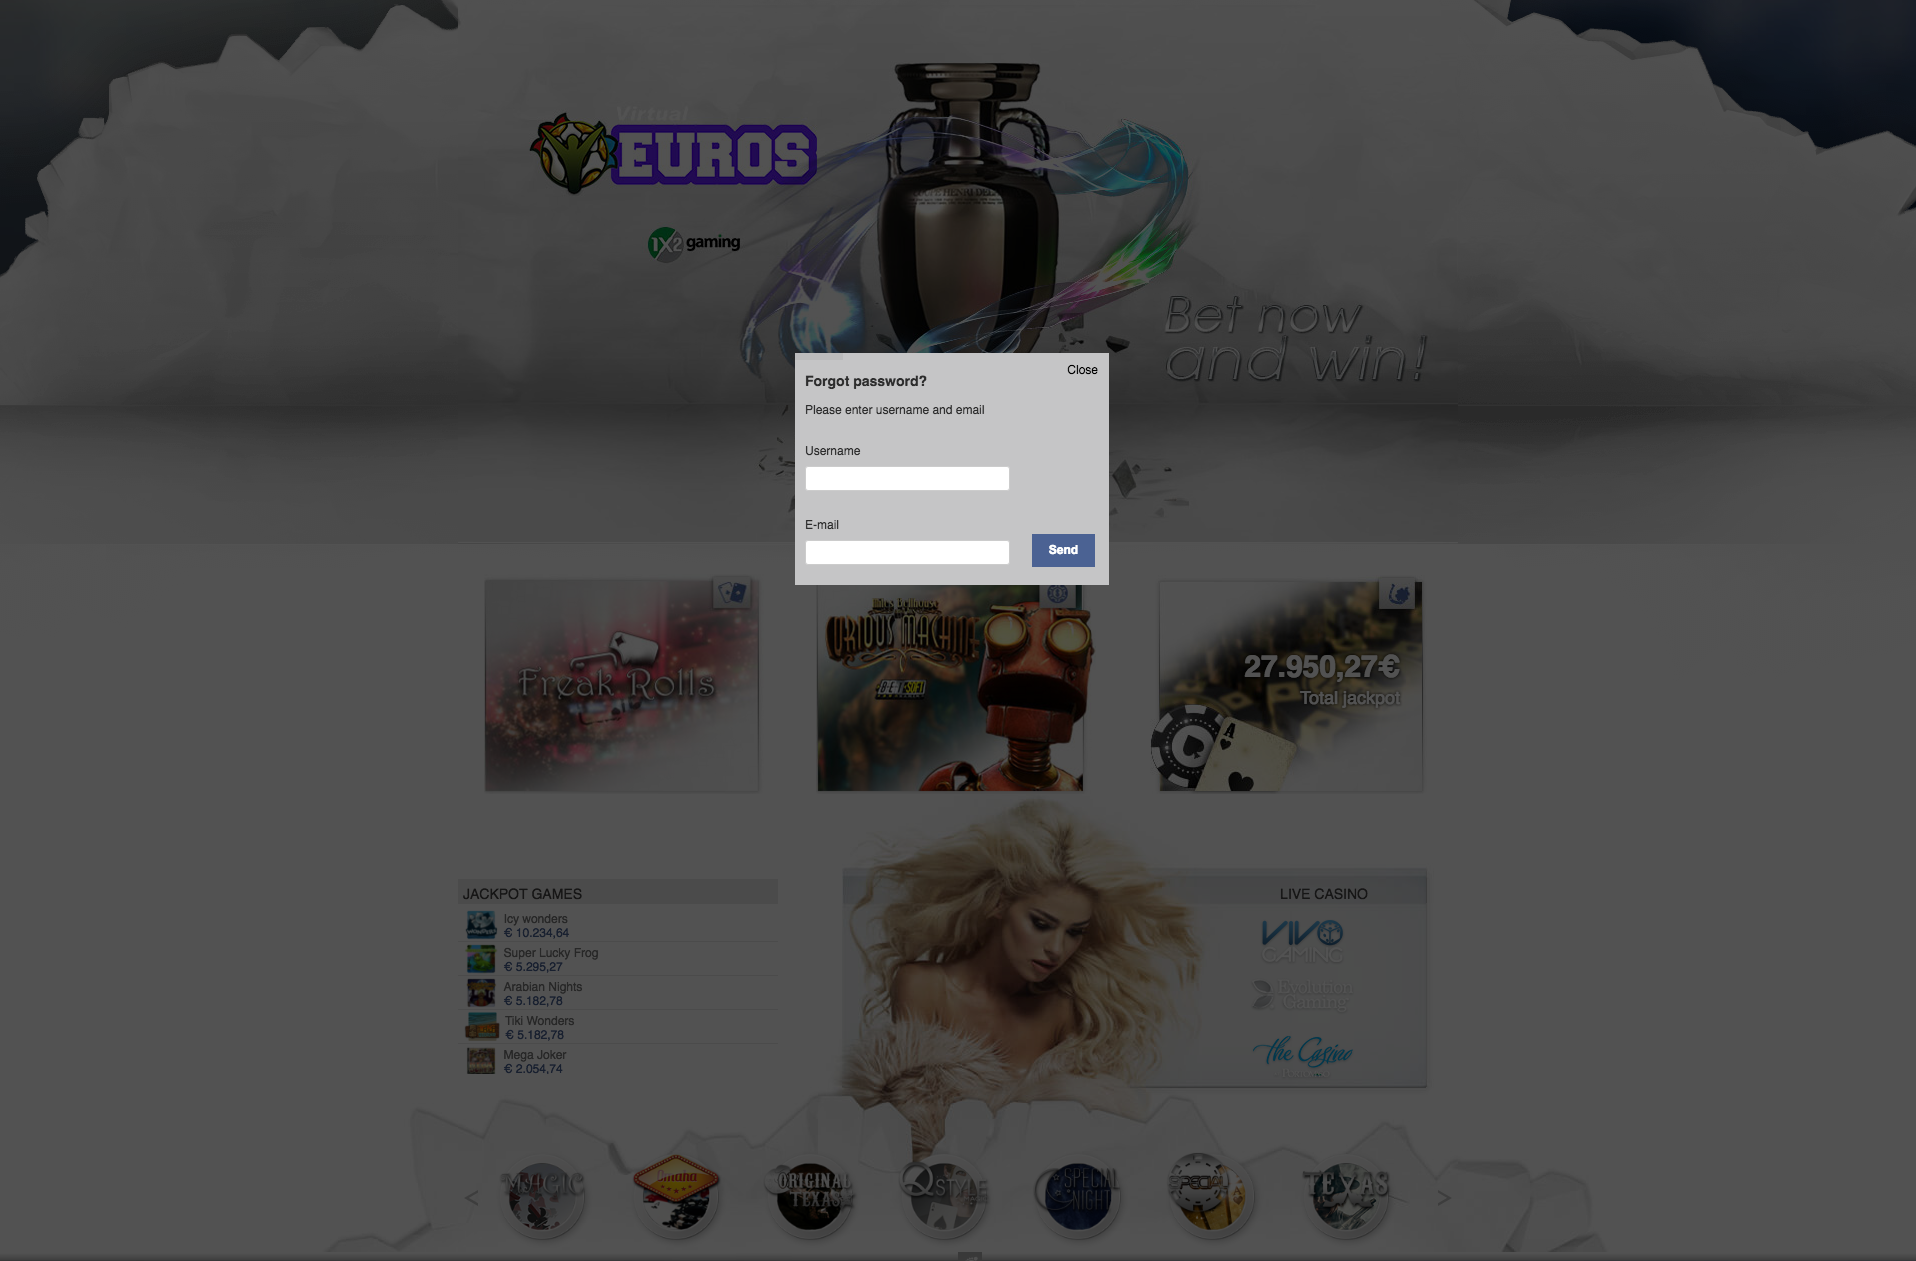 Virtual
EUROS
1X2 gaming
Bet now
and win!
Close
Forgot password?
Please enter username and email
Username
E-mail
Send
Freak Rolls
CURIOUS MACHINE
BETSOFT
27.950,27€
Total jackpot
A
JACKPOT GAMES
Icy wonders
€ 10.234,64
Super Lucky Frog
€ 5.295,27
Arabian Nights
€ 5.182,78
Tiki Wonders
€ 5.182,78
Mega Joker
€ 2.054,74
LIVE CASINO
VIVO
GAMING
Evolution
Gaming
the Casino
< MAGIC
Omaha
ORIGINAL
TEXAS
Q STYLE
SPECIAL
NIGHT
SPECIAL
TEXAS >